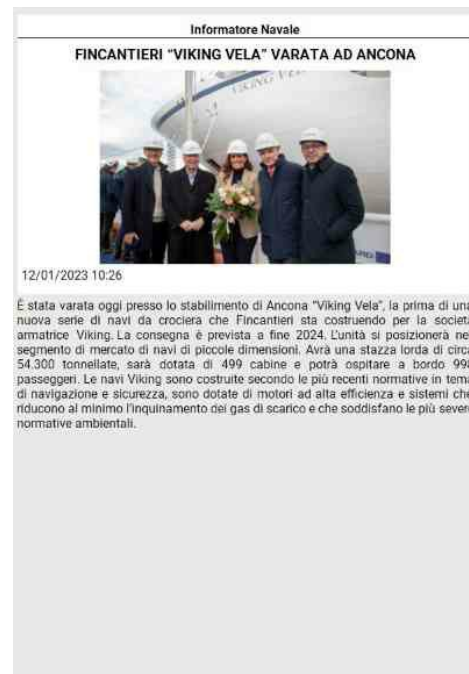 Informatore Navale
FINCANTIERI “VIKING VELA” VARATA AD ANCONA
VIKING VELA
12/01/2023 10:26
È stata varata oggi presso lo stabilimento di Ancona “Viking Vela”, la prima di una
nuova serie di navi da crociera che Fincantieri sta costruendo per la società
armatrice Viking. La consegna è prevista a fine 2024. L’unità si posizionerà nel
segmento di mercato di navi di piccole dimensioni. Avrà una stazza lorda di circa
54.300 tonnellate, sarà dotata di 499 cabine e potrà ospitare a bordo 998
passeggeri. Le navi Viking sono costruite secondo le più recenti normative in tema
di navigazione e sicurezza, sono dotate di motori ad alta efficienza e sistemi che
riducono al minimo l’inquinamento dei gas di scarico e che soddisfano le più severe
normative ambientali.